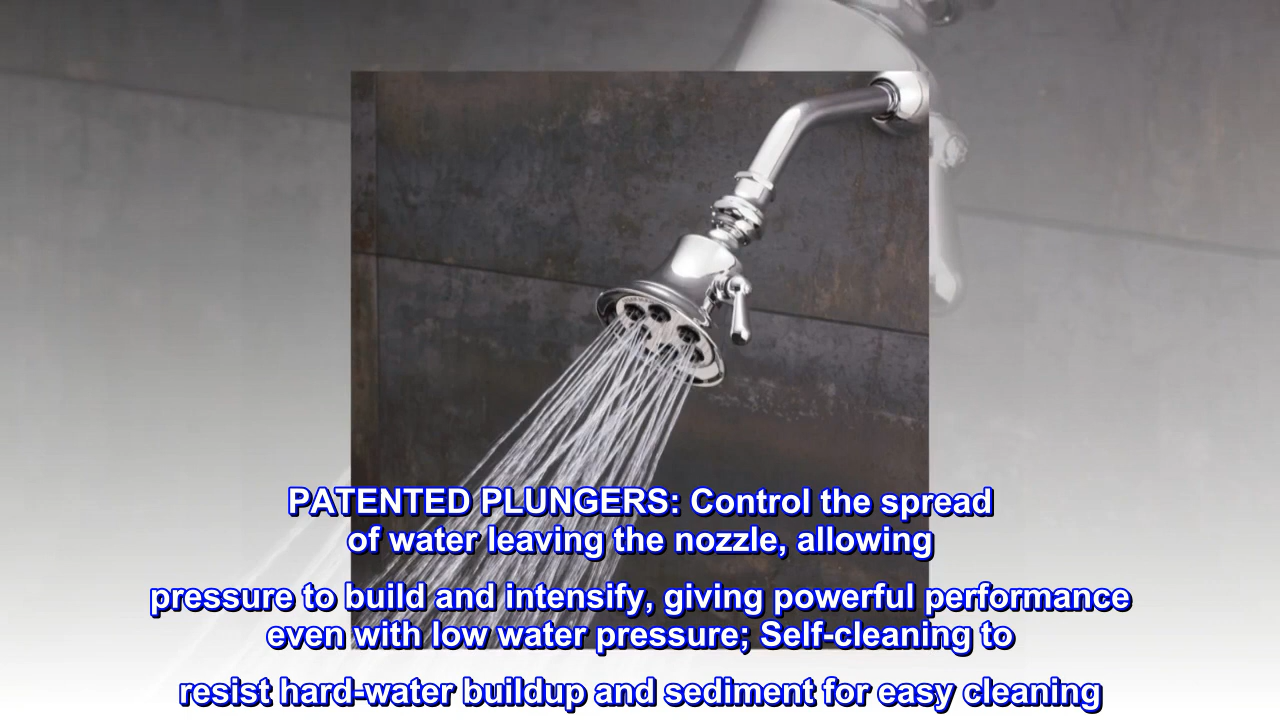 PATENTED PLUNGERS: Control the spread
of water leaving the nozzle, allowing
pressure to build and intensify, giving powerful performance
even with low water pressure; Self-cleaning to
resist hard-water buildup and sediment for easy cleaning